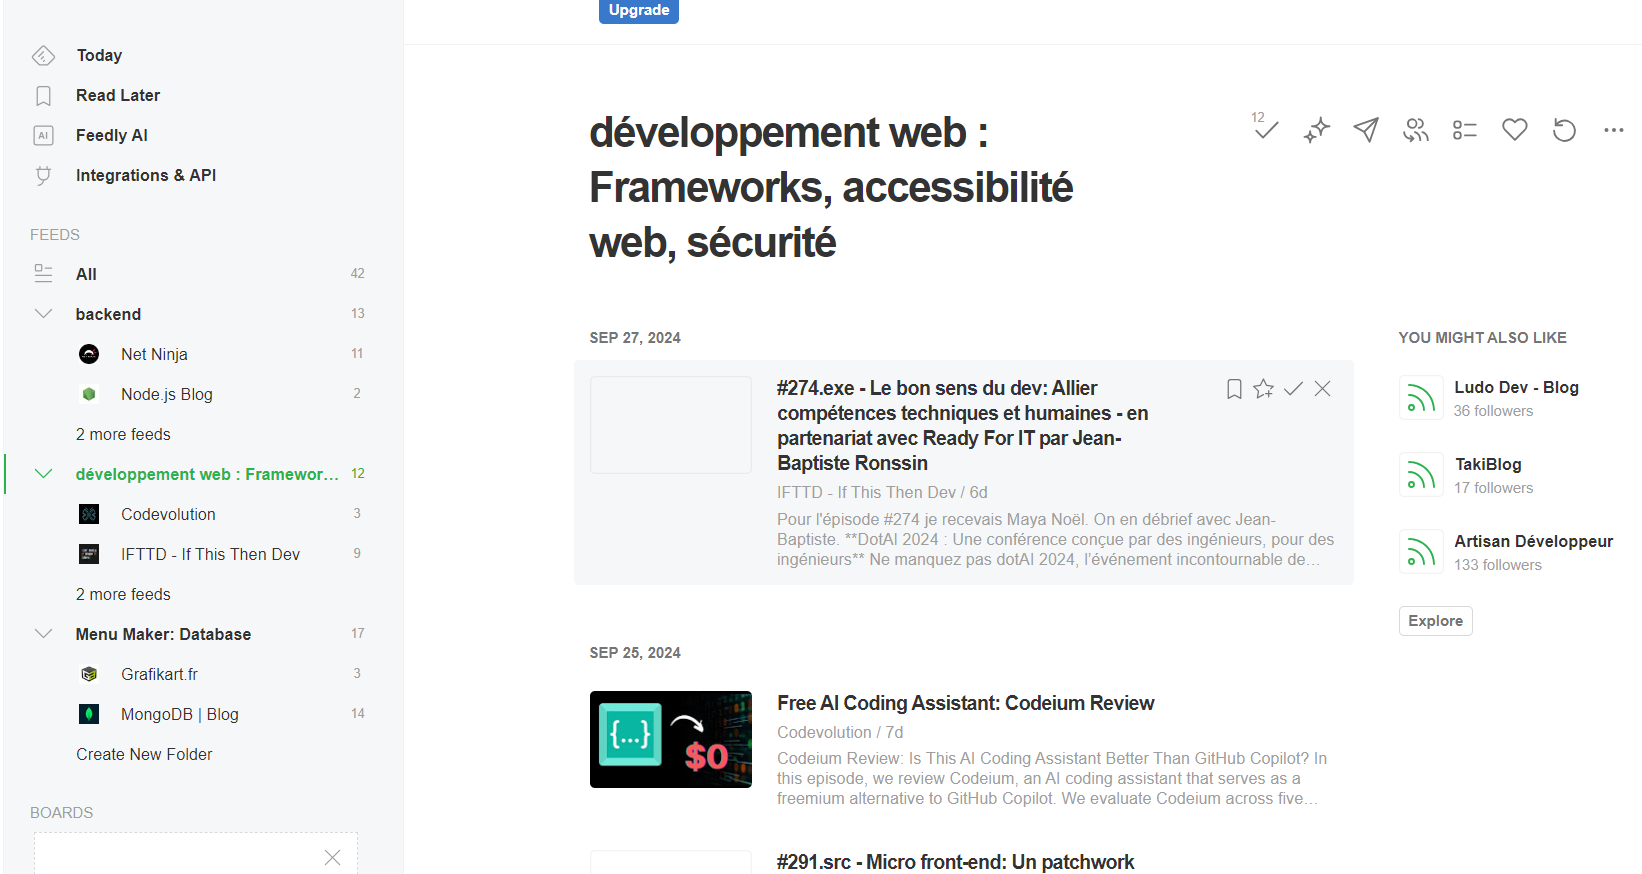 Upgrade
Today
Read Later
AI
Feedly AI
Integrations & API
FEEDS
All 42
backend 13
Net Ninja 11
Node.js Blog 2
2 more feeds
développement web : Framewor... 12
Codevolution 3
IFTTD - If This Then Dev 9
2 more feeds
Menu Maker: Database 17
Grafikart.fr 3
MongoDB | Blog 14
Create New Folder
BOARDS
développement web :
Frameworks, accessibilité
web, sécurité
12
SEP 27, 2024
#274.exe - Le bon sens du dev: Allier
compétences techniques et humaines - en
partenariat avec Ready For IT par Jean-
Baptiste Ronssin
IFTTD - If This Then Dev / 6d
Pour l'épisode #274 je recevais Maya Noël. On en débrief avec Jean-
Baptiste. **DotAI 2024 : Une conférence conçue par des ingénieurs, pour des
ingénieurs** Ne manquez pas dotAI 2024, l'événement incontournable de...
SEP 25, 2024
{...}
$0
Free AI Coding Assistant: Codeium Review
Codevolution / 7d
Codeium Review: Is This AI Coding Assistant Better Than GitHub Copilot? In
this episode, we review Codeium, an AI coding assistant that serves as a
freemium alternative to GitHub Copilot. We evaluate Codeium across five...
#291.src - Micro front-end: Un patchwork
YOU MIGHT ALSO LIKE
Ludo Dev - Blog
36 followers
TakiBlog
17 followers
Artisan Développeur
133 followers
Explore